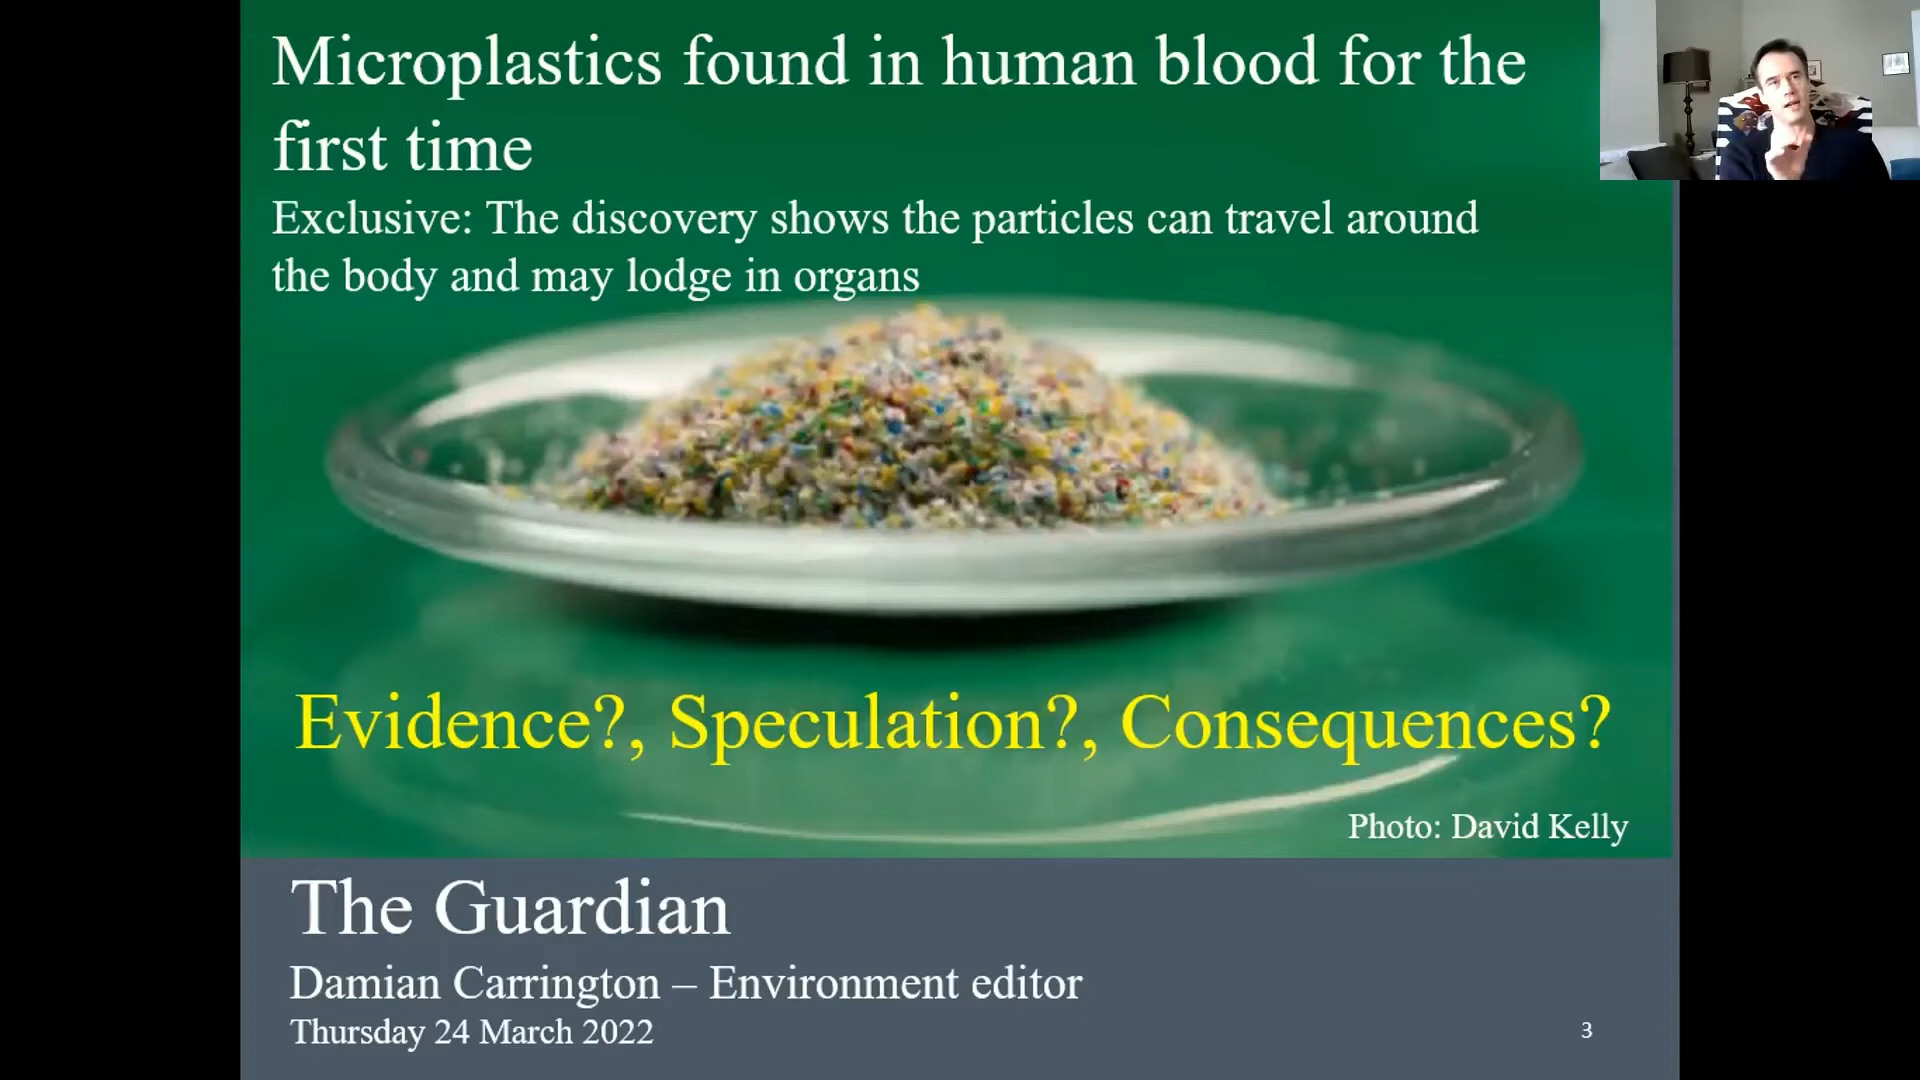 Microplastics found in human blood for the
first time
Exclusive: The discovery shows the particles can travel around
the body and may lodge in organs
Evidence?, Speculation?, Consequences?
Photo: David Kelly
The Guardian
Damian Carrington – Environment editor
Thursday 24 March 2022
3